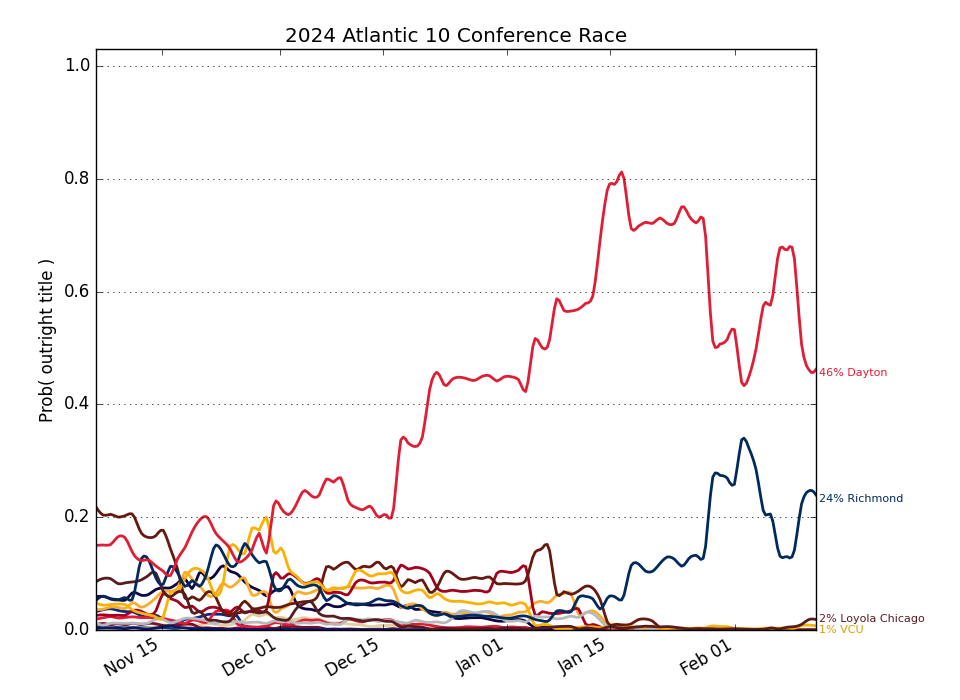 2024 Atlantic 10 Conference Race
Prob( outright title )
1.0
0.8
0.6
0.4
0.2
0.0
46% Dayton
24% Richmond
2% Loyola Chicago
1% VCU
Nov 15
Dec 01
Dec 15
Jan 01
Jan 15
Feb 01